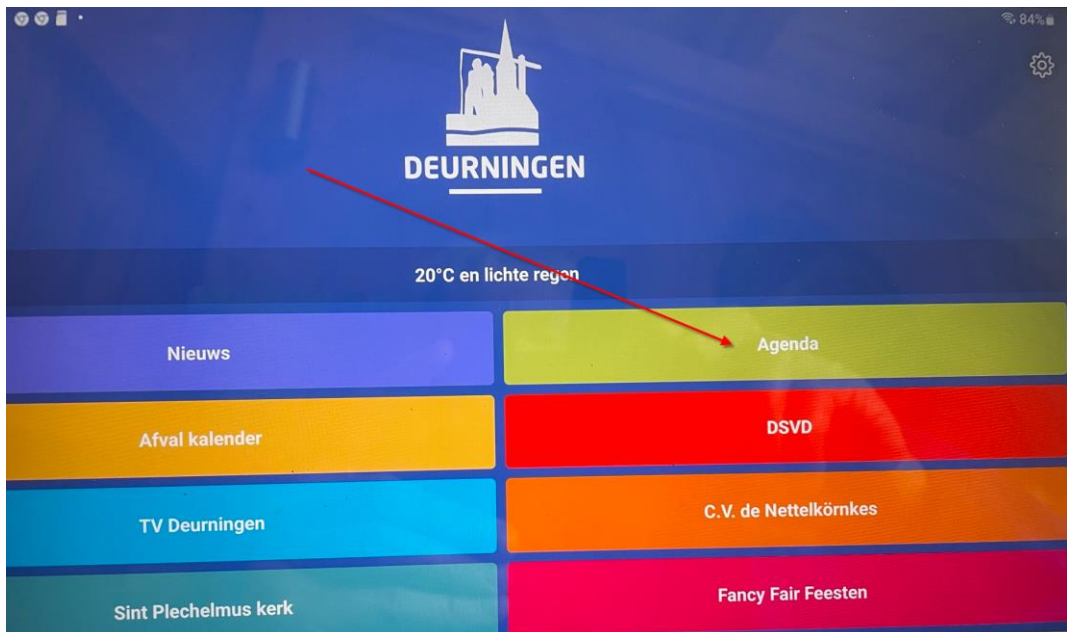 84%
DEURNINGEN
20°C en lichte regen
Nieuws
Agenda
Afval kalender
DSVD
TV Deurningen
C.V. de Nettelkörnkes
Sint Plechelmus kerk
Fancy Fair Feesten